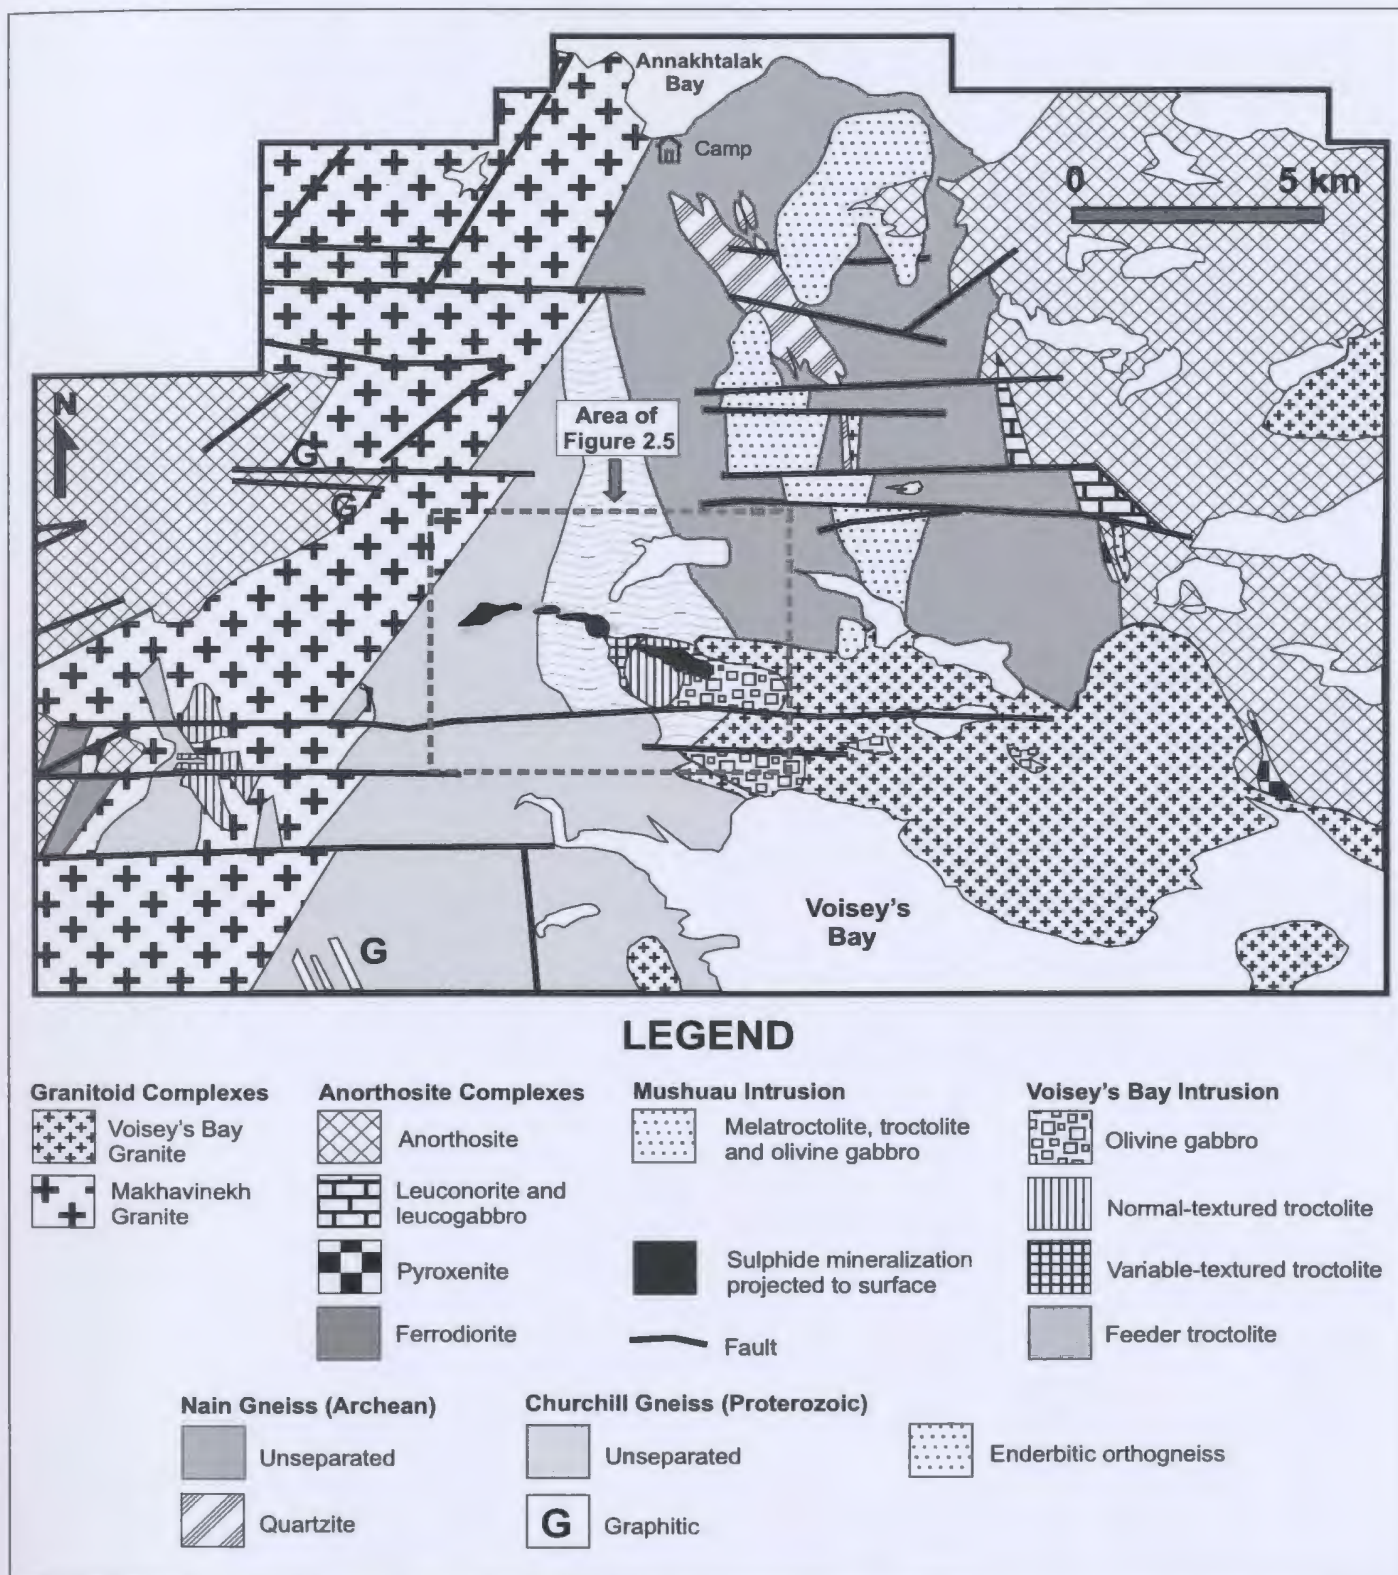 Annakhtalak
Bay
Camp
0 5 km
N
Area of
Figure 2.5
G
G
Voisey's
Bay
G
LEGEND
Granitoid Complexes
Voisey's Bay
Granite
Makhavinekh
Granite
Anorthosite Complexes
Anorthosite
Leuconorite and
leucogabbro
Pyroxenite
Ferrodiorite
Mushuau Intrusion
Melatroctolite, troctolite
and olivine gabbro
Sulphide mineralization
projected to surface
Fault
Voisey's Bay Intrusion
Olivine gabbro
Normal-textured troctolite
Variable-textured troctolite
Feeder troctolite
Nain Gneiss (Archean)
Unseparated
Quartzite
Churchill Gneiss (Proterozoic)
Unseparated
G Graphitic
Enderbitic orthogneiss